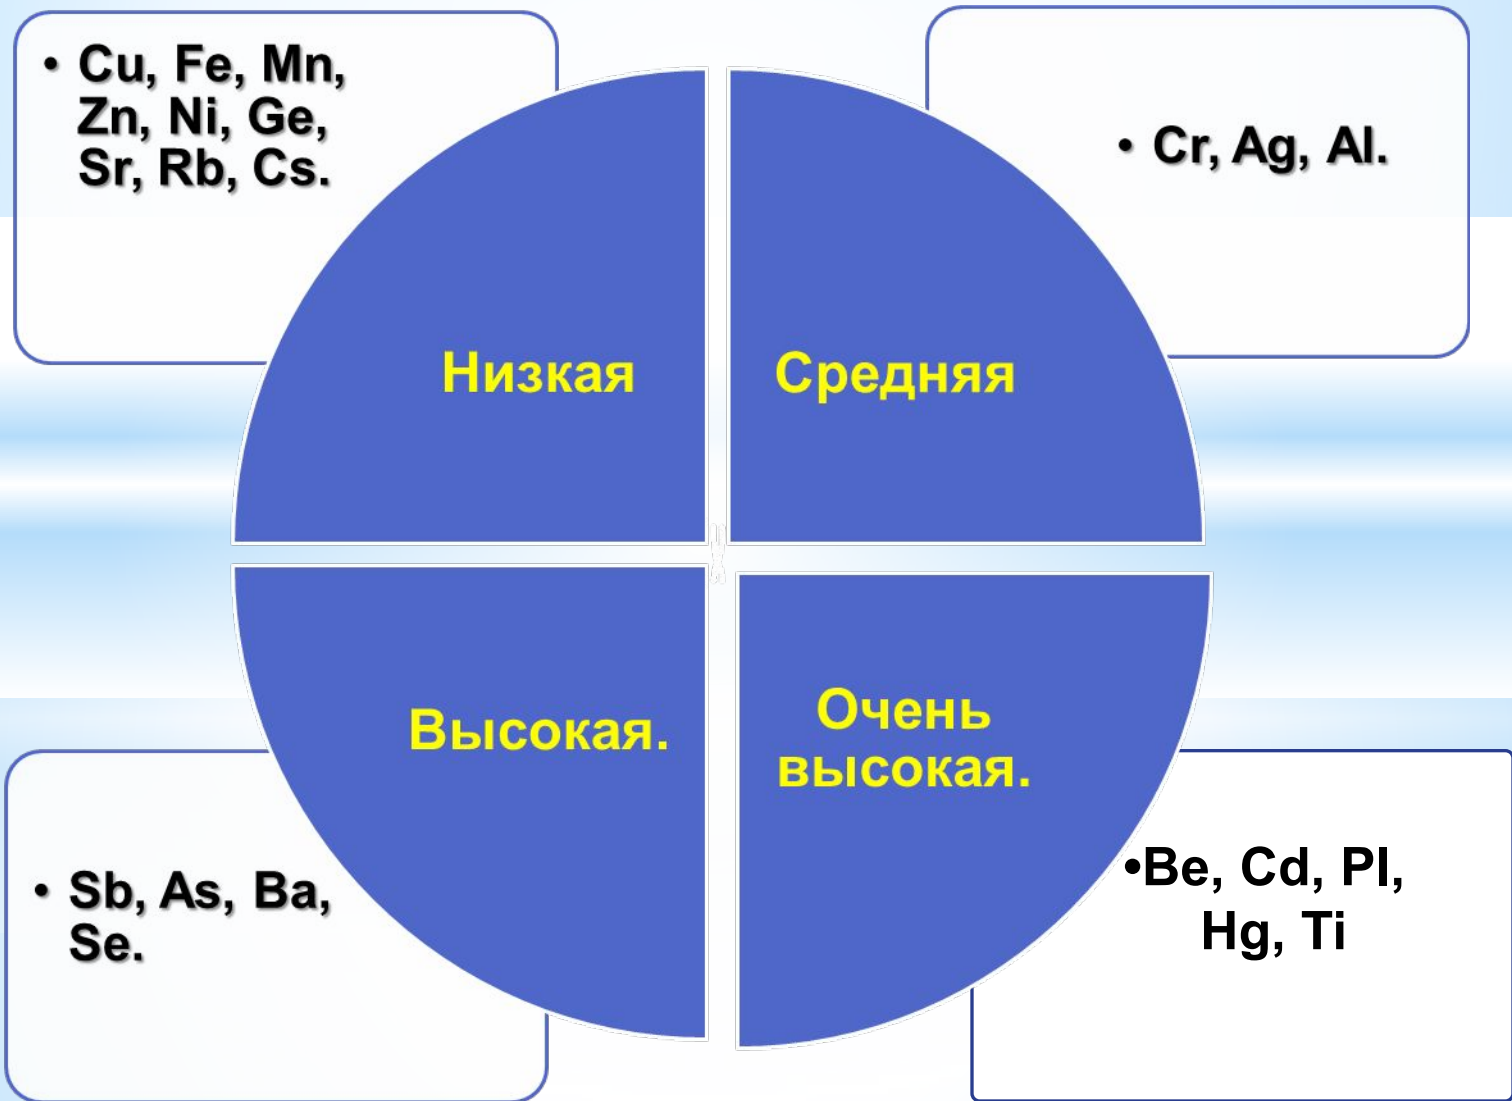 • Cu, Fe, Mn,
Zn, Ni, Ge,
Sr, Rb, Cs.
• Cr, Ag, Al.
Низкая
Средняя
Высокая.
Очень
высокая.
• Sb, As, Ba,
Se.
•Be, Cd, Pl,
Hg, Ti